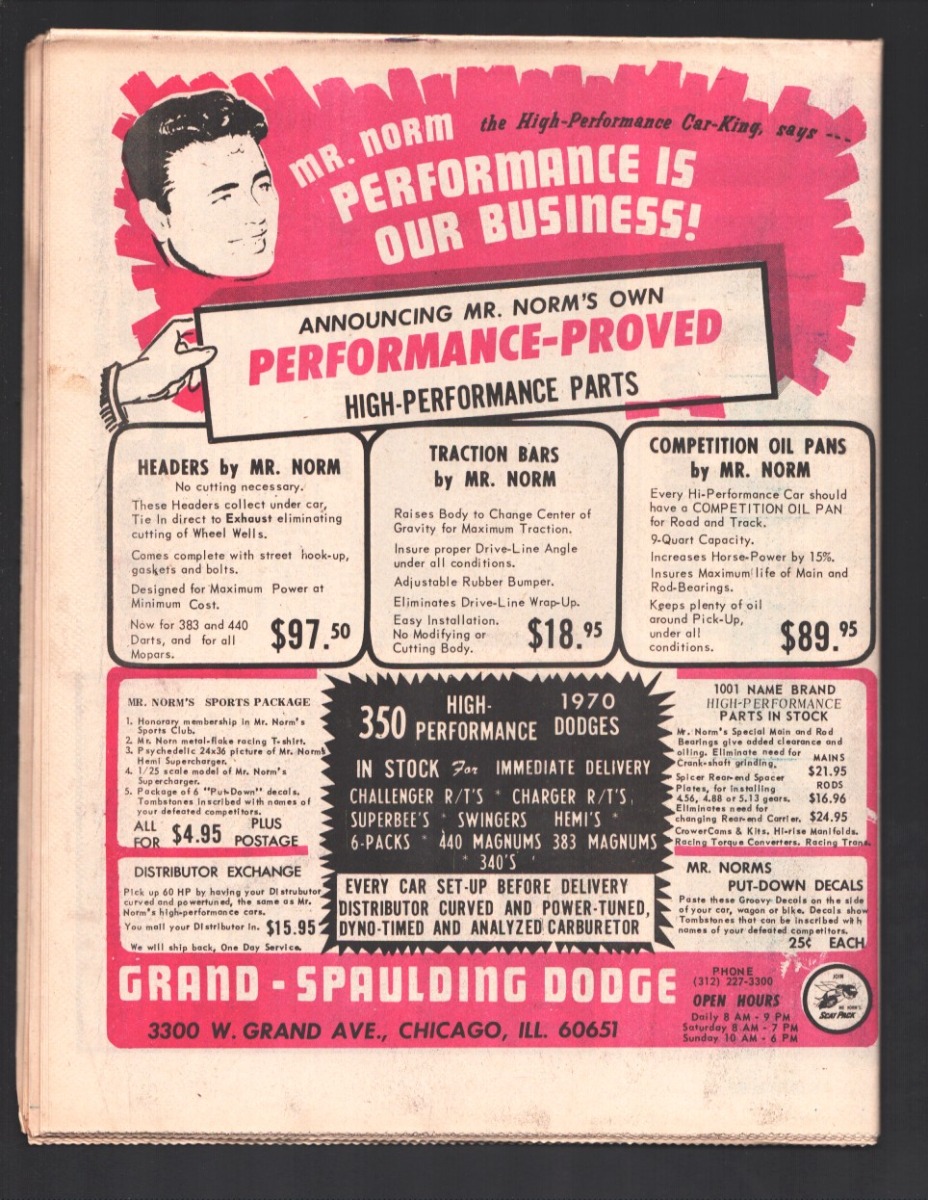 MR. NORM the High-Performance Car-King, says ...
PERFORMANCE IS
OUR BUSINESS!
ANNOUNCING MR. NORM'S OWN
PERFORMANCE-PROVED
HIGH-PERFORMANCE PARTS
HEADERS by MR. NORM
No cutting necessary.
These Headers collect under car,
Tie In direct to Exhaust eliminating
cutting of Wheel Wells.
Comes complete with street hook-up,
gaskets and bolts.
Designed for Maximum Power at
Minimum Cost.
Now for 383 and 440
Darts, and for all
Mopars.
$97.50
TRACTION BARS
by MR. NORM
Raises Body to Change Center of
Gravity for Maximum Traction.
Insure proper Drive-Line Angle
under all conditions.
Adjustable Rubber Bumper.
Eliminates Drive-Line Wrap-Up.
Easy Installation.
No Modifying or
Cutting Body.
$18.95
COMPETITION OIL PANS
by MR. NORM
Every Hi-Performance Car should
have a COMPETITION OIL PAN
for Road and Track.
9-Quart Capacity.
Increases Horse-Power by 15%.
Insures Maximum life of Main and
Rod-Bearings.
Keeps plenty of oil
around Pick-Up,
under all
conditions.
$89.95
MR. NORM'S SPORTS PACKAGE
1. Honorary membership in Mr. Norm's
Sports Club.
2. Mr. Norm metal-flake racing T-shirt.
3. Psychedelic 24x36 picture of Mr. Norm's
Hemi Supercharger.
4. 1/25 scale model of Mr. Norm's
Supercharger.
5. Package of 6 "Put-Down" decals.
Tombstones inscribed with names of
your defeated competitors.
ALL FOR $4.95 PLUS POSTAGE
DISTRIBUTOR EXCHANGE
Pick up 60 HP by having your Distrubutor
curved and powertuned, the same as Mr.
Norm's high-performance cars.
You mail your Distributor in. $15.95
We will ship back, One Day Service.
350 HIGH-PERFORMANCE 1970 DODGES
IN STOCK For IMMEDIATE DELIVERY
CHALLENGER R/T'S * CHARGER R/T'S
SUPERBEE'S * SWINGERS HEMI'S *
6-PACKS * 440 MAGNUMS 383 MAGNUMS
* 340'S
EVERY CAR SET-UP BEFORE DELIVERY
DISTRIBUTOR CURVED AND POWER-TUNED,
DYNO-TIMED AND ANALYZED CARBURETOR
1001 NAME BRAND
HIGH-PERFORMANCE
PARTS IN STOCK
Mr. Norm's Special Main and Rod
Bearings give added clearance and
oiling. Eliminate need for
Crank-shaft grinding.
MAINS
$21.95
RODS
$16.96
Spicer Rear-end Spacer
Plates, for installing
4.56, 4.88 or 5.13 gears.
Eliminates need for
changing Rear-end Carrier. $24.95
CrowerCams & Kits. Hi-rise Manifolds.
Racing Torque Converters. Racing Trans.
MR. NORMS
PUT-DOWN DECALS
Paste these Groovy Decals on the side
of your car, wagon or bike. Decals show
Tombstones that can be inscribed with
names of your defeated competitors.
25¢ EACH
GRAND - SPAULDING DODGE
3300 W. GRAND AVE., CHICAGO, ILL. 60651
PHONE
(312) 227-3300
OPEN HOURS
Daily 8 AM - 9 PM
Saturday 8 AM - 7 PM
Sunday 10 AM - 6 PM
JOIN
MR. NORM'S
SCAT PACK